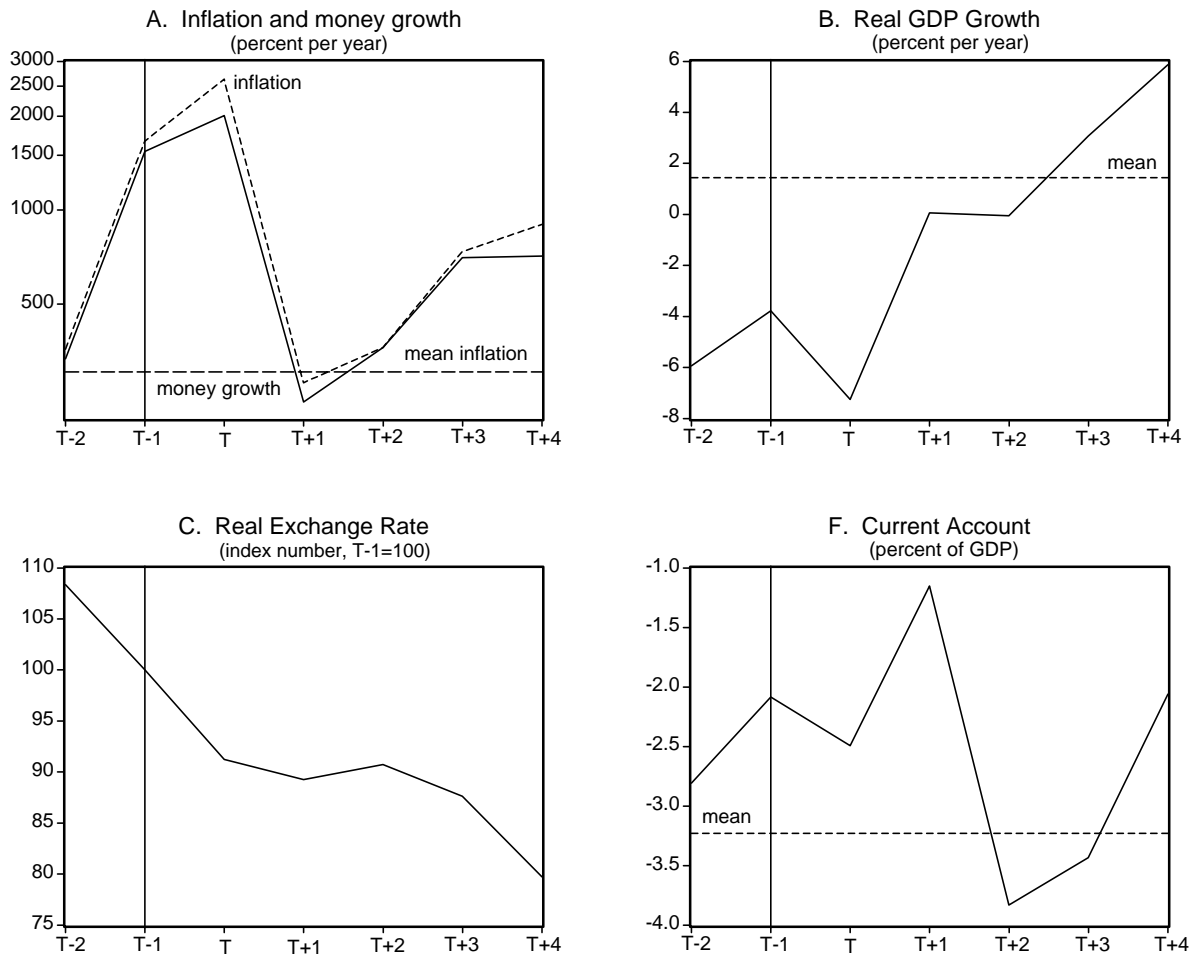 A. Inflation and money growth
(percent per year)
3000
2500
2000
1500
1000
500
inflation
mean inflation
money growth
T-2 T-1 T T+1 T+2 T+3 T+4
B. Real GDP Growth
(percent per year)
6
4
2
0
-2
-4
-6
-8
mean
T-2 T-1 T T+1 T+2 T+3 T+4
C. Real Exchange Rate
(index number, T-1=100)
110
105
100
95
90
85
80
75
T-2 T-1 T T+1 T+2 T+3 T+4
F. Current Account
(percent of GDP)
-1.0
-1.5
-2.0
-2.5
-3.0
-3.5
-4.0
mean
T-2 T-1 T T+1 T+2 T+3 T+4